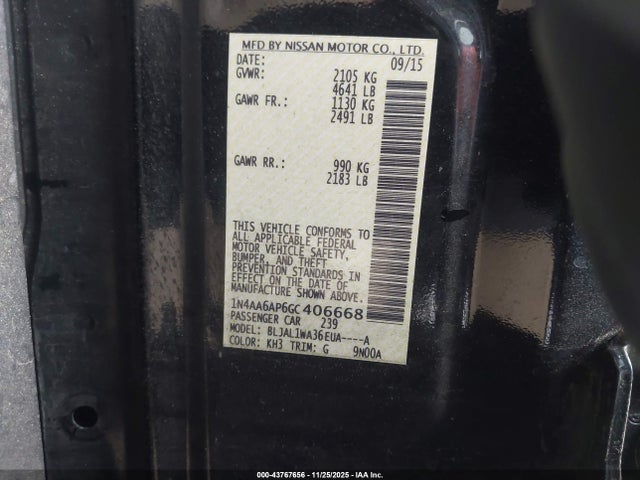 MFD BY NISSAN MOTOR CO., LTD.
DATE: 09/15
GVWR: 2105 KG
4641 LB
GAWR FR.: 1130 KG
2491 LB
GAWR RR.: 990 KG
2183 LB
THIS VEHICLE CONFORMS TO
ALL APPLICABLE FEDERAL
MOTOR VEHICLE SAFETY,
BUMPER, AND THEFT
PREVENTION STANDARDS IN
EFFECT ON THE DATE OF
MANUFACTURE SHOWN ABOVE.
1N4AA6AP6GC406668
PASSENGER CAR 239
MODEL: BLJAL1WA36EUA----A
COLOR: KH3 TRIM: G 9N00A
000-43767656 - 11/25/2025 - IAA Inc.